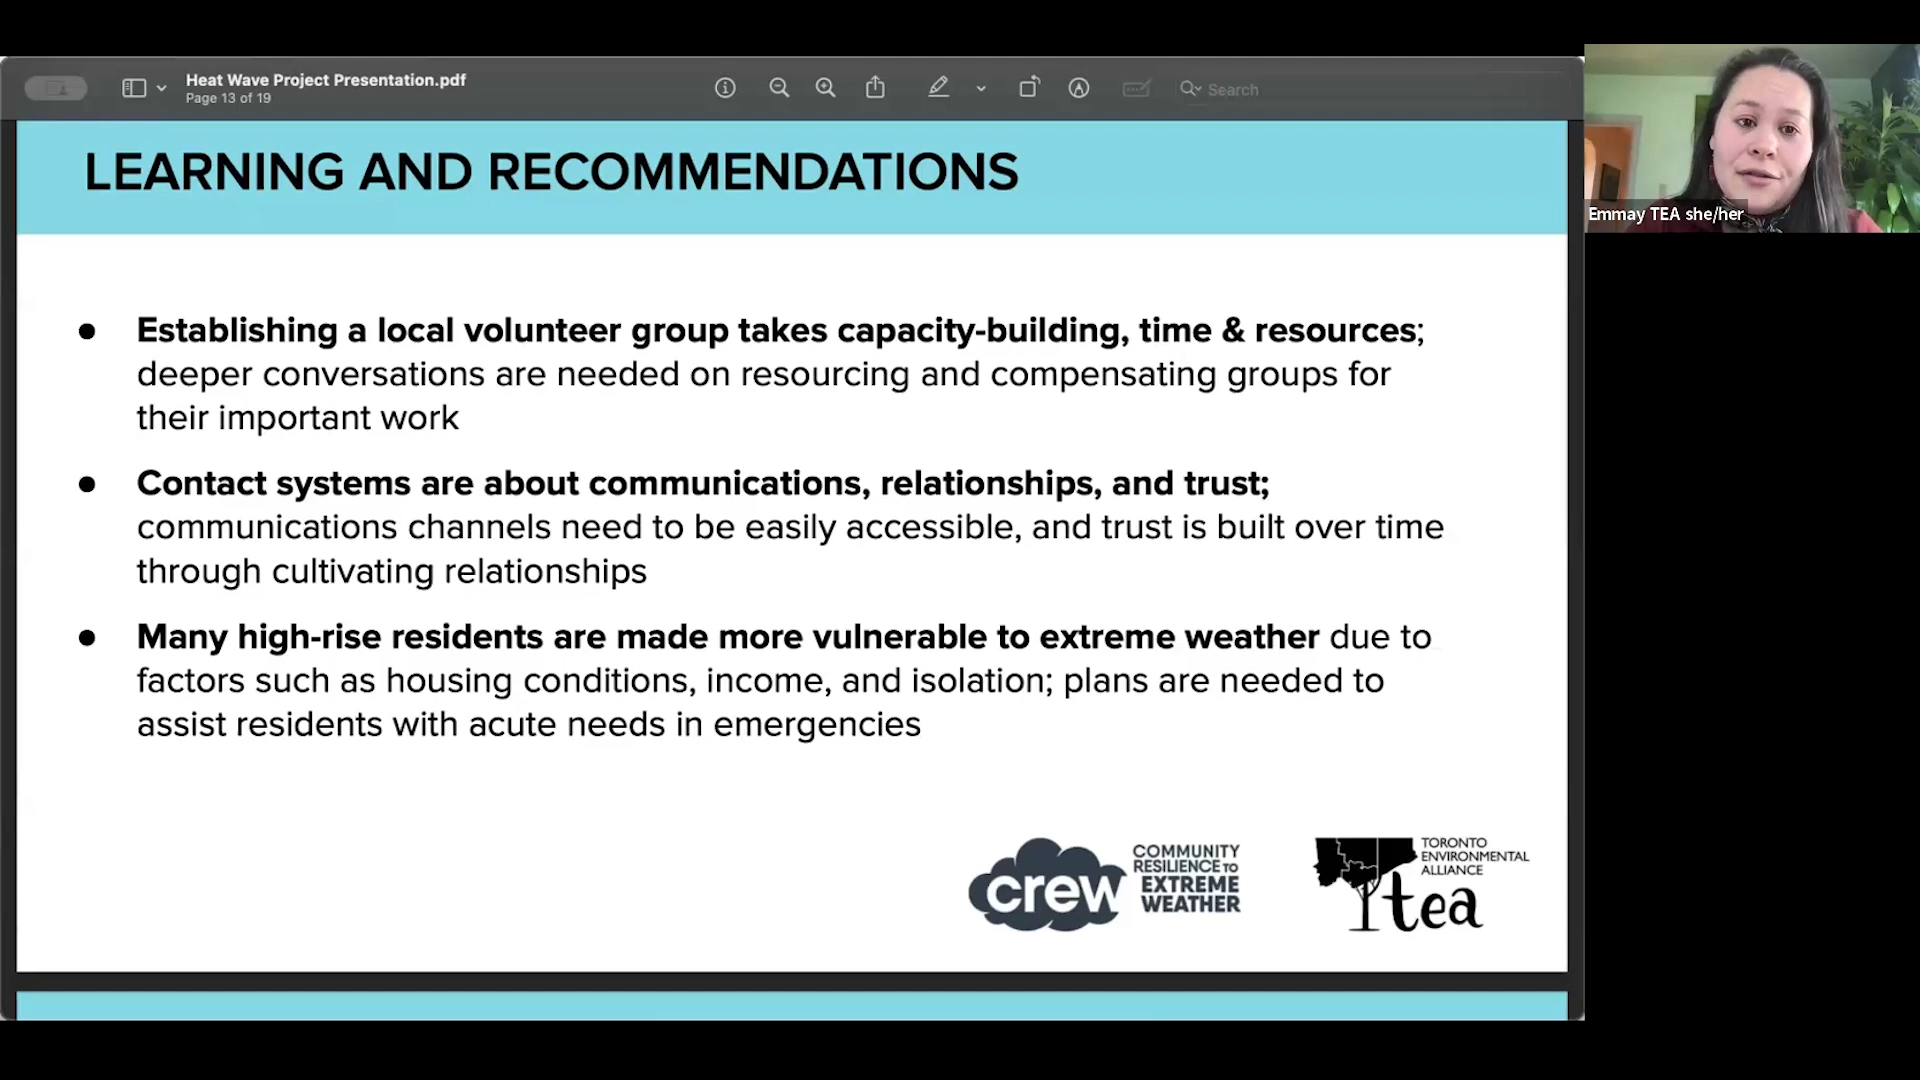 Heat Wave Project Presentation.pdf
Page 13 of 19
Search
LEARNING AND RECOMMENDATIONS
● Establishing a local volunteer group takes capacity-building, time & resources;
deeper conversations are needed on resourcing and compensating groups for
their important work
● Contact systems are about communications, relationships, and trust;
communications channels need to be easily accessible, and trust is built over time
through cultivating relationships
● Many high-rise residents are made more vulnerable to extreme weather due to
factors such as housing conditions, income, and isolation; plans are needed to
assist residents with acute needs in emergencies
crew
COMMUNITY
RESILIENCE TO
EXTREME
WEATHER
TORONTO
ENVIRONMENTAL
ALLIANCE
tea
Emmay TEA she/her